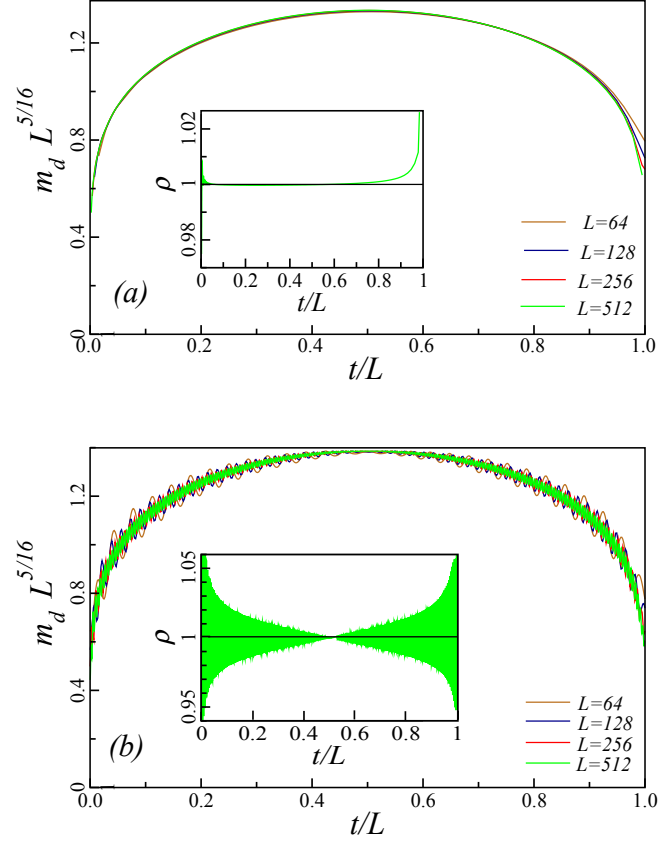 1.2
0.8
0.4
0
m_d L^{5/16}
1.02
1
0.98
ρ
0 0.2 0.4 0.6 0.8 1
t/L
L=64
L=128
L=256
L=512
(a)
0.0 0.2 0.4 0.6 0.8 1.0
t/L
1.2
0.8
0.4
0
m_d L^{5/16}
1.05
1
0.95
ρ
0 0.2 0.4 0.6 0.8 1
t/L
L=64
L=128
L=256
L=512
(b)
0.0 0.2 0.4 0.6 0.8 1.0
t/L